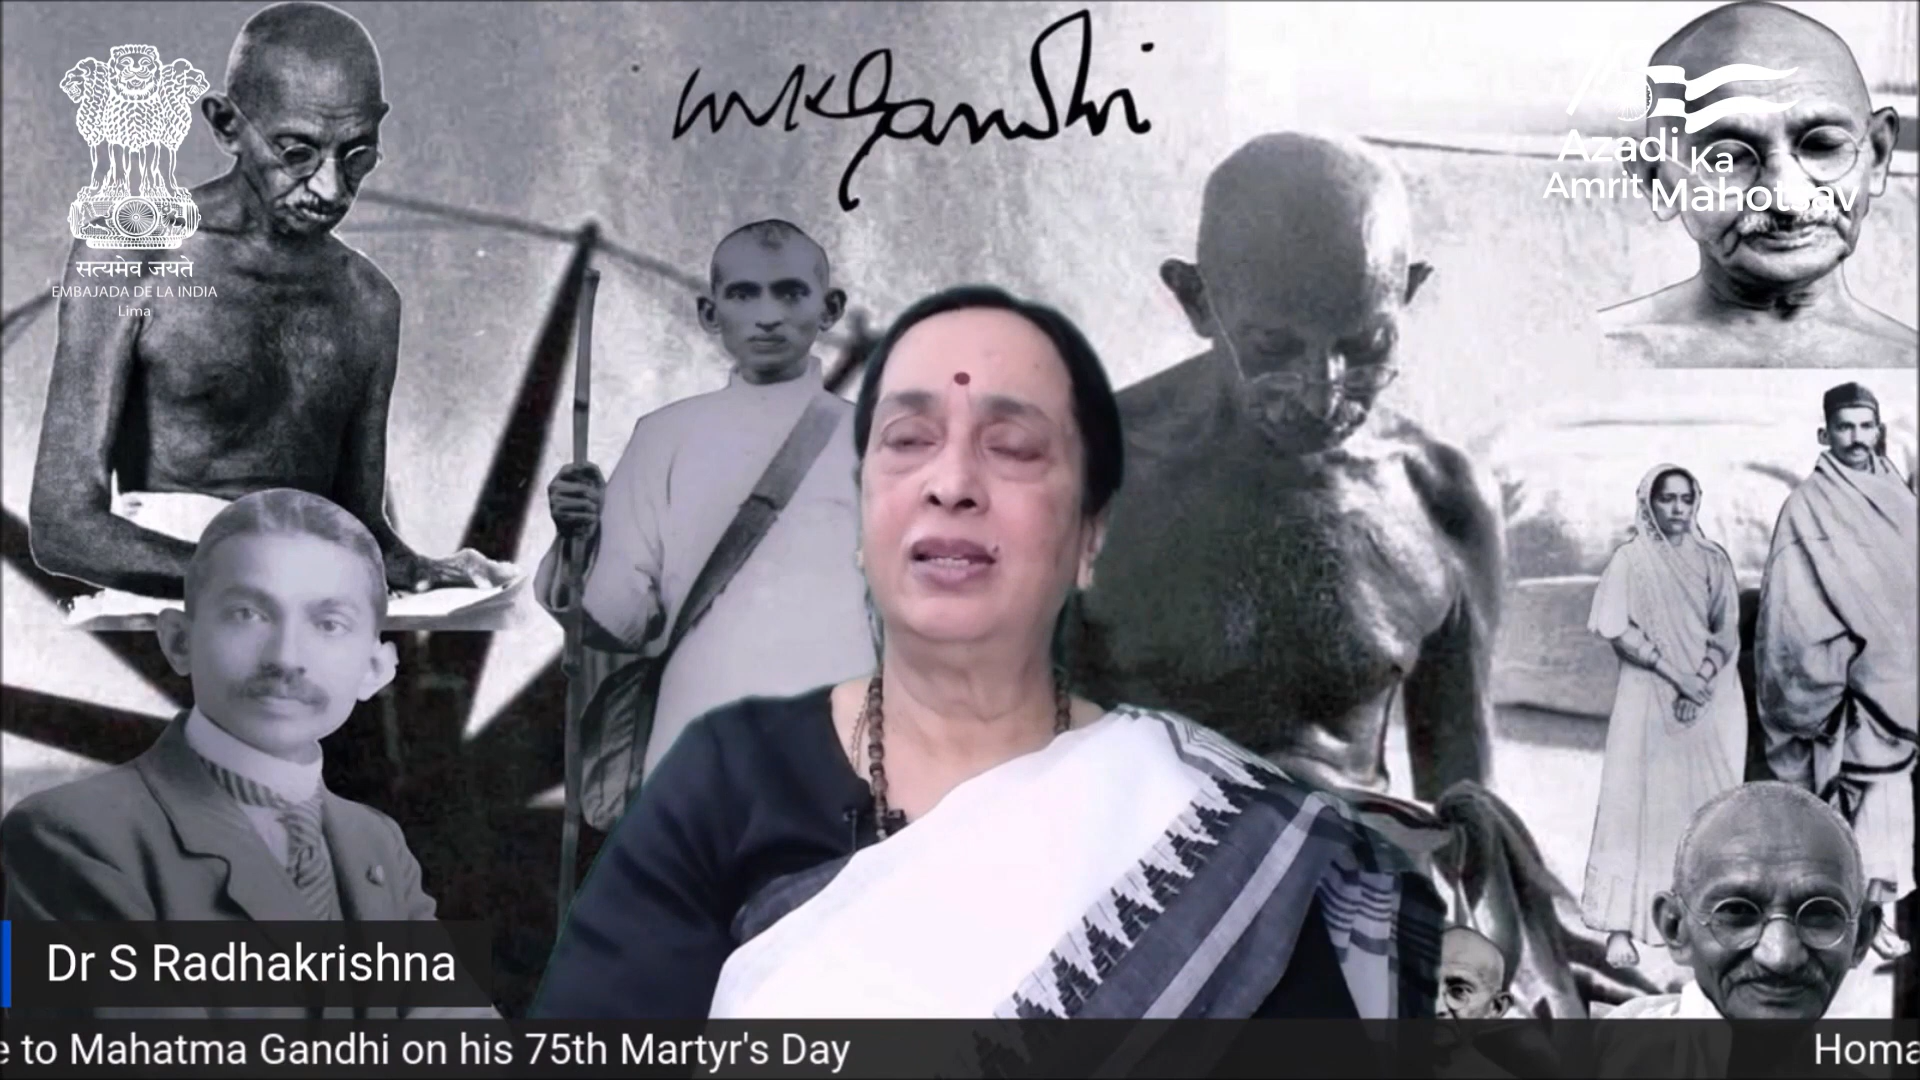 MKGandhi
सत्यमेव जयते
EMBAJADA DE LA INDIA
Lima
75
Azadi Ka
Amrit Mahotsav
Dr S Radhakrishna
e to Mahatma Gandhi on his 75th Martyr's Day
Homa